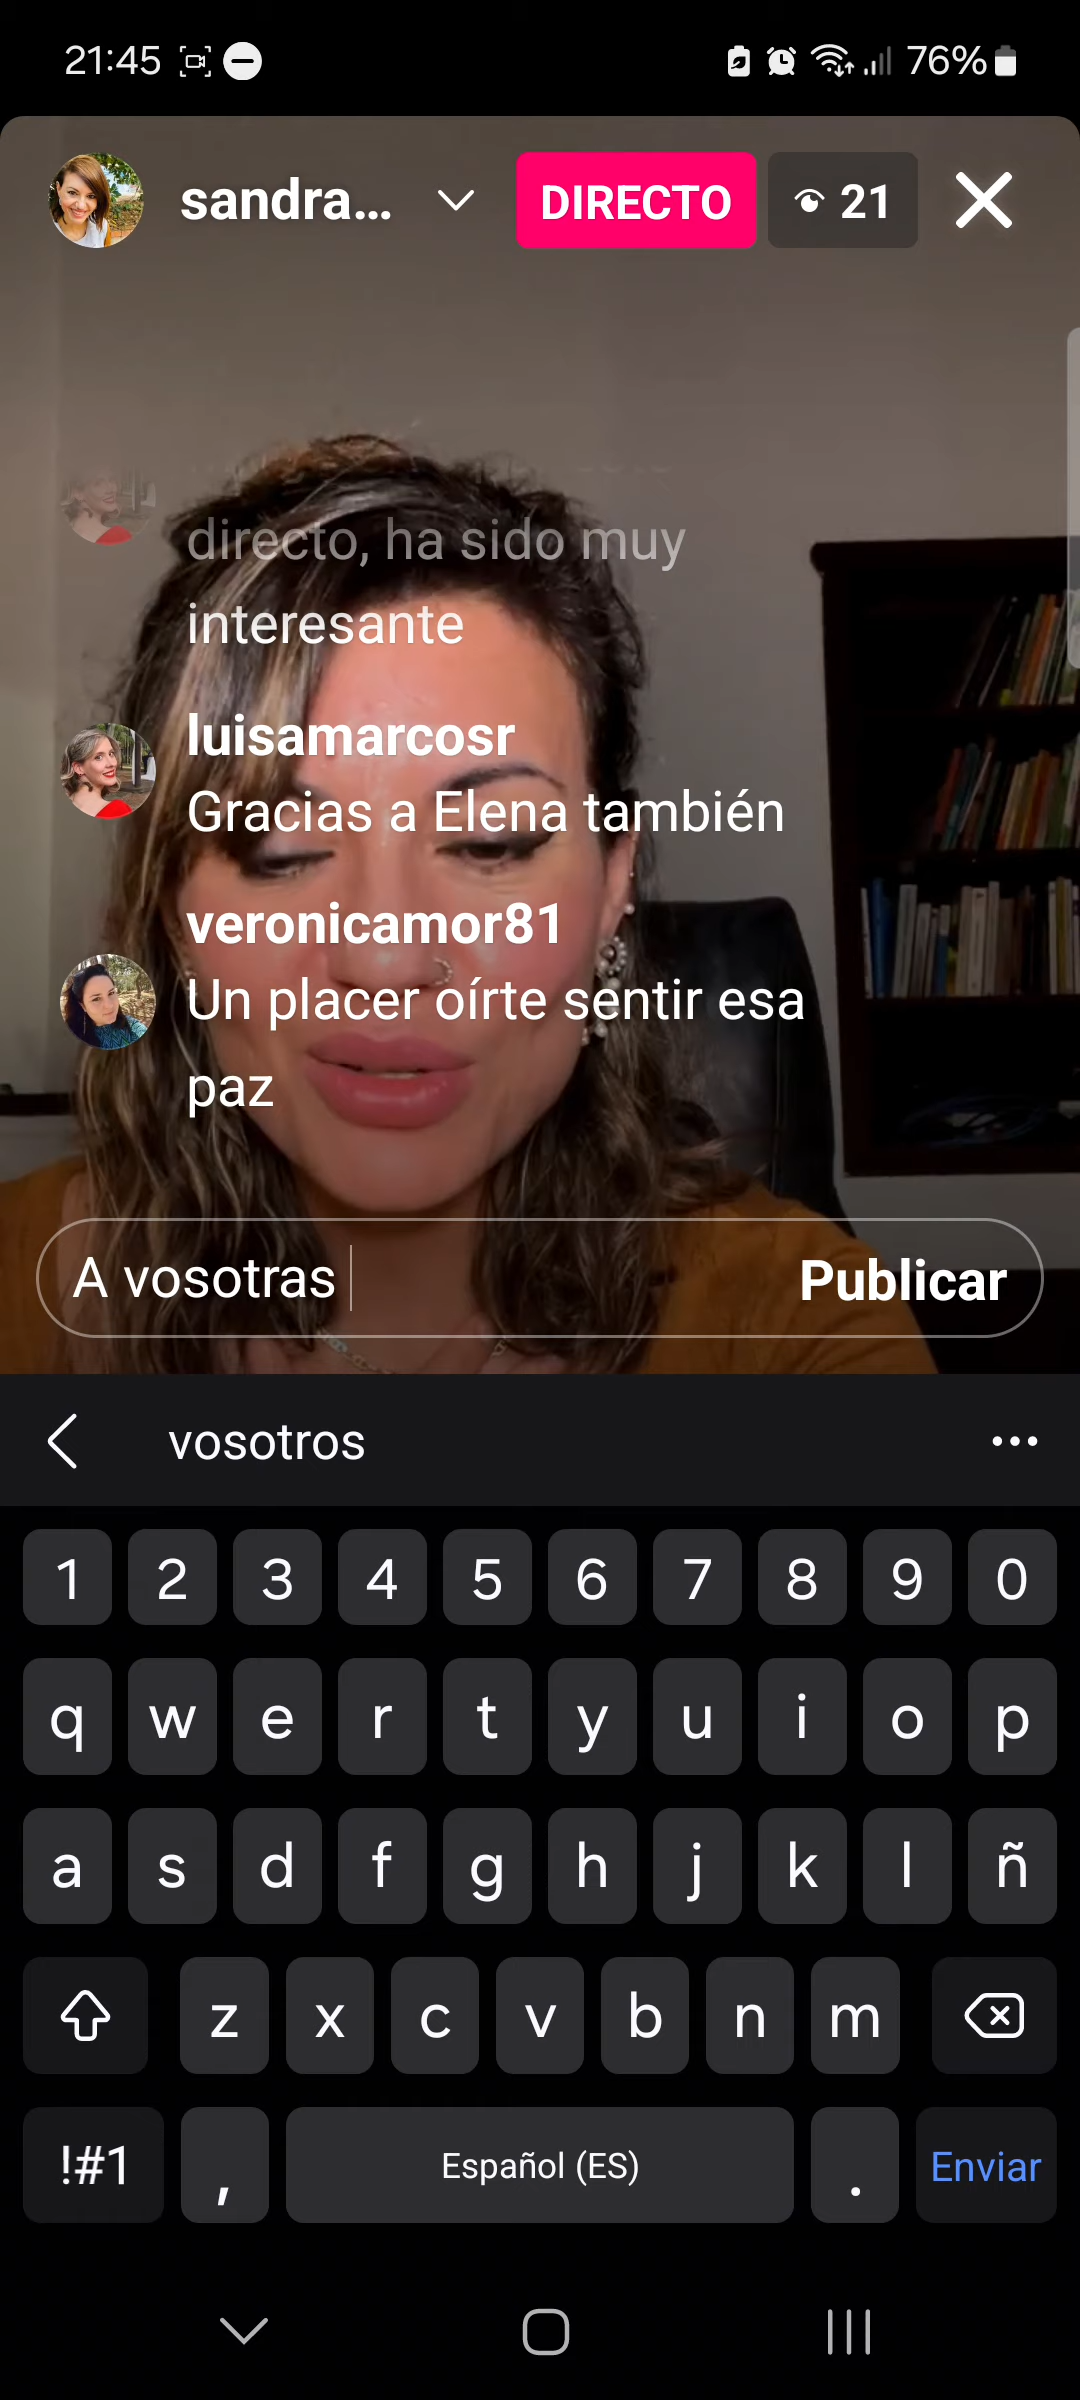 21:45 76%
sandra... DIRECTO 21
directo, ha sido muy
interesante
luisamarcosr
Gracias a Elena también
veronicamor81
Un placer oírte sentir esa
paz
A vosotras Publicar
vosotros ...
1 2 3 4 5 6 7 8 9 0
q w e r t y u i o p
a s d f g h j k l ñ
z x c v b n m
!#1 , Español (ES) . Enviar